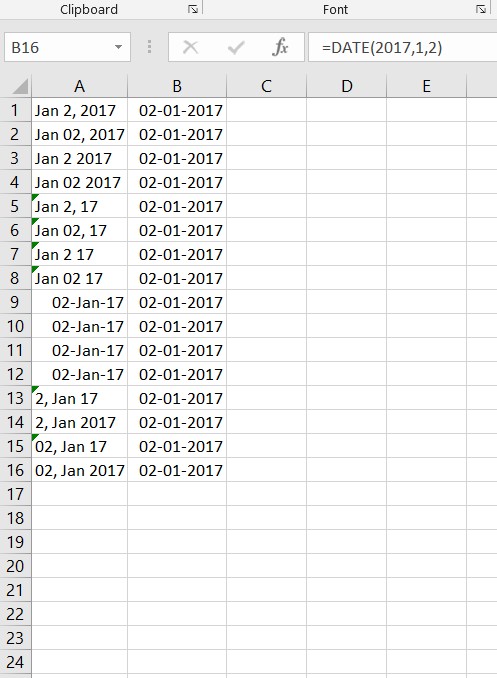 Clipboard Font
B16 fx =DATE(2017,1,2)
A B C D E
1 Jan 2, 2017 02-01-2017
2 Jan 02, 2017 02-01-2017
3 Jan 2 2017 02-01-2017
4 Jan 02 2017 02-01-2017
5 Jan 2, 17 02-01-2017
6 Jan 02, 17 02-01-2017
7 Jan 2 17 02-01-2017
8 Jan 02 17 02-01-2017
9 02-Jan-17 02-01-2017
10 02-Jan-17 02-01-2017
11 02-Jan-17 02-01-2017
12 02-Jan-17 02-01-2017
13 2, Jan 17 02-01-2017
14 2, Jan 2017 02-01-2017
15 02, Jan 17 02-01-2017
16 02, Jan 2017 02-01-2017
17
18
19
20
21
22
23
24